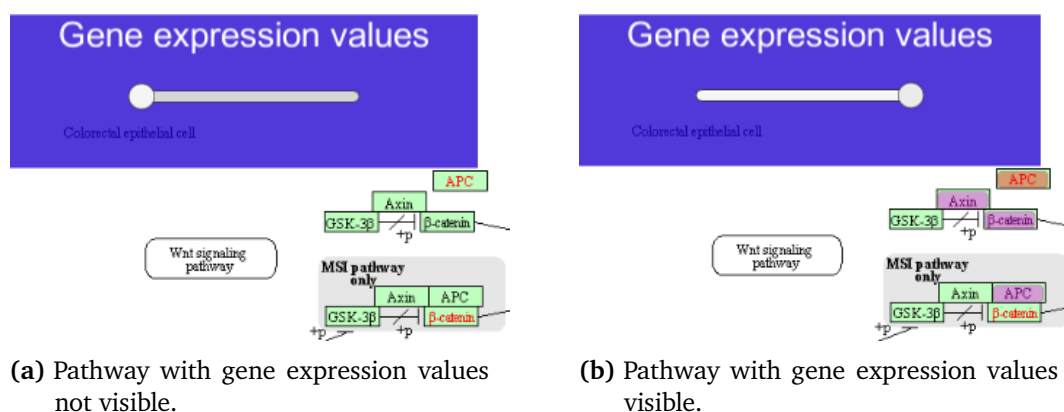 Gene expression values
Colorectal epithelial cell
APC
Axin
GSK-3β β-catenin
+p
Wnt signaling
pathway
MSI pathway
only
Axin APC
GSK-3β β-catenin
+p +p
(a) Pathway with gene expression values
not visible.
Gene expression values
Colorectal epithelial cell
APC
Axin
GSK-3β β-catenin
+p
Wnt signaling
pathway
MSI pathway
only
Axin APC
GSK-3β β-catenin
+p +p
(b) Pathway with gene expression values
visible.